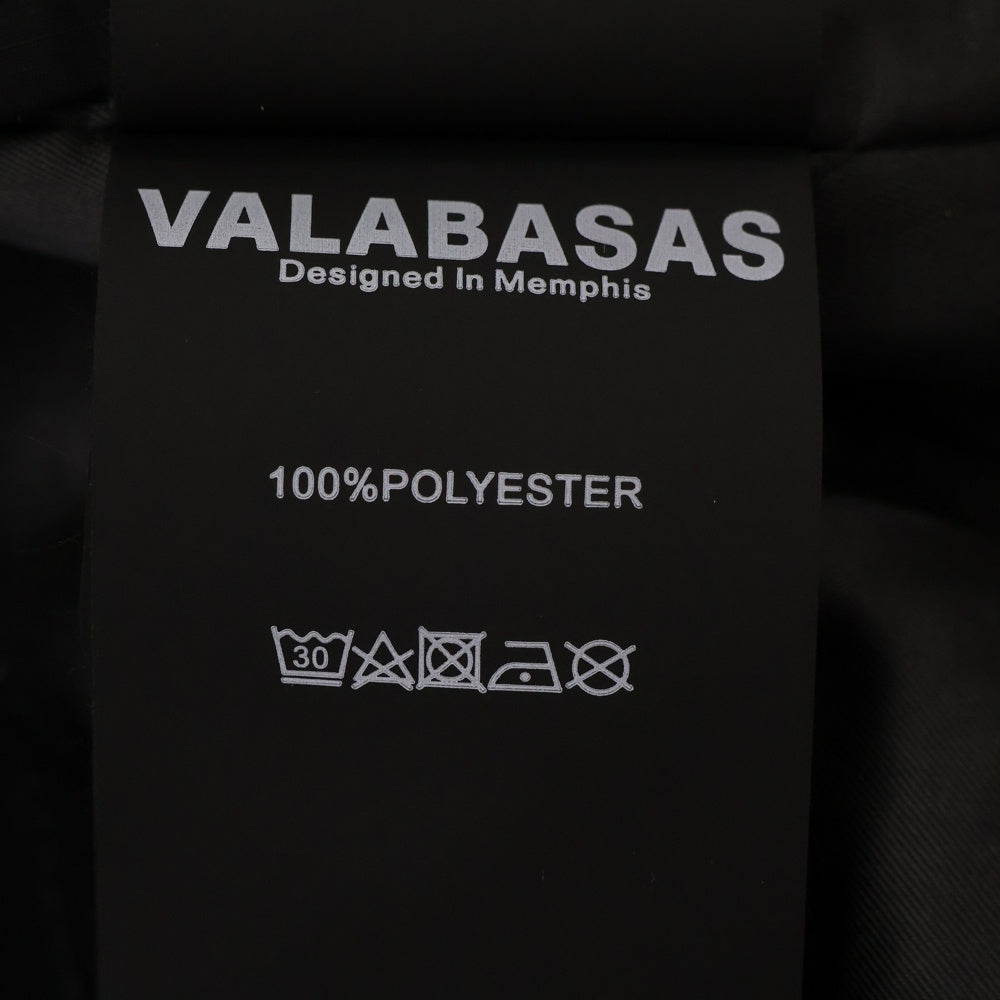 VALABASAS
Designed In Memphis
100%POLYESTER
30